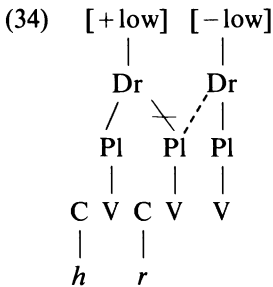 (34) [+low] [−low]
Dr Dr
Pl Pl Pl
C V C V V
h r